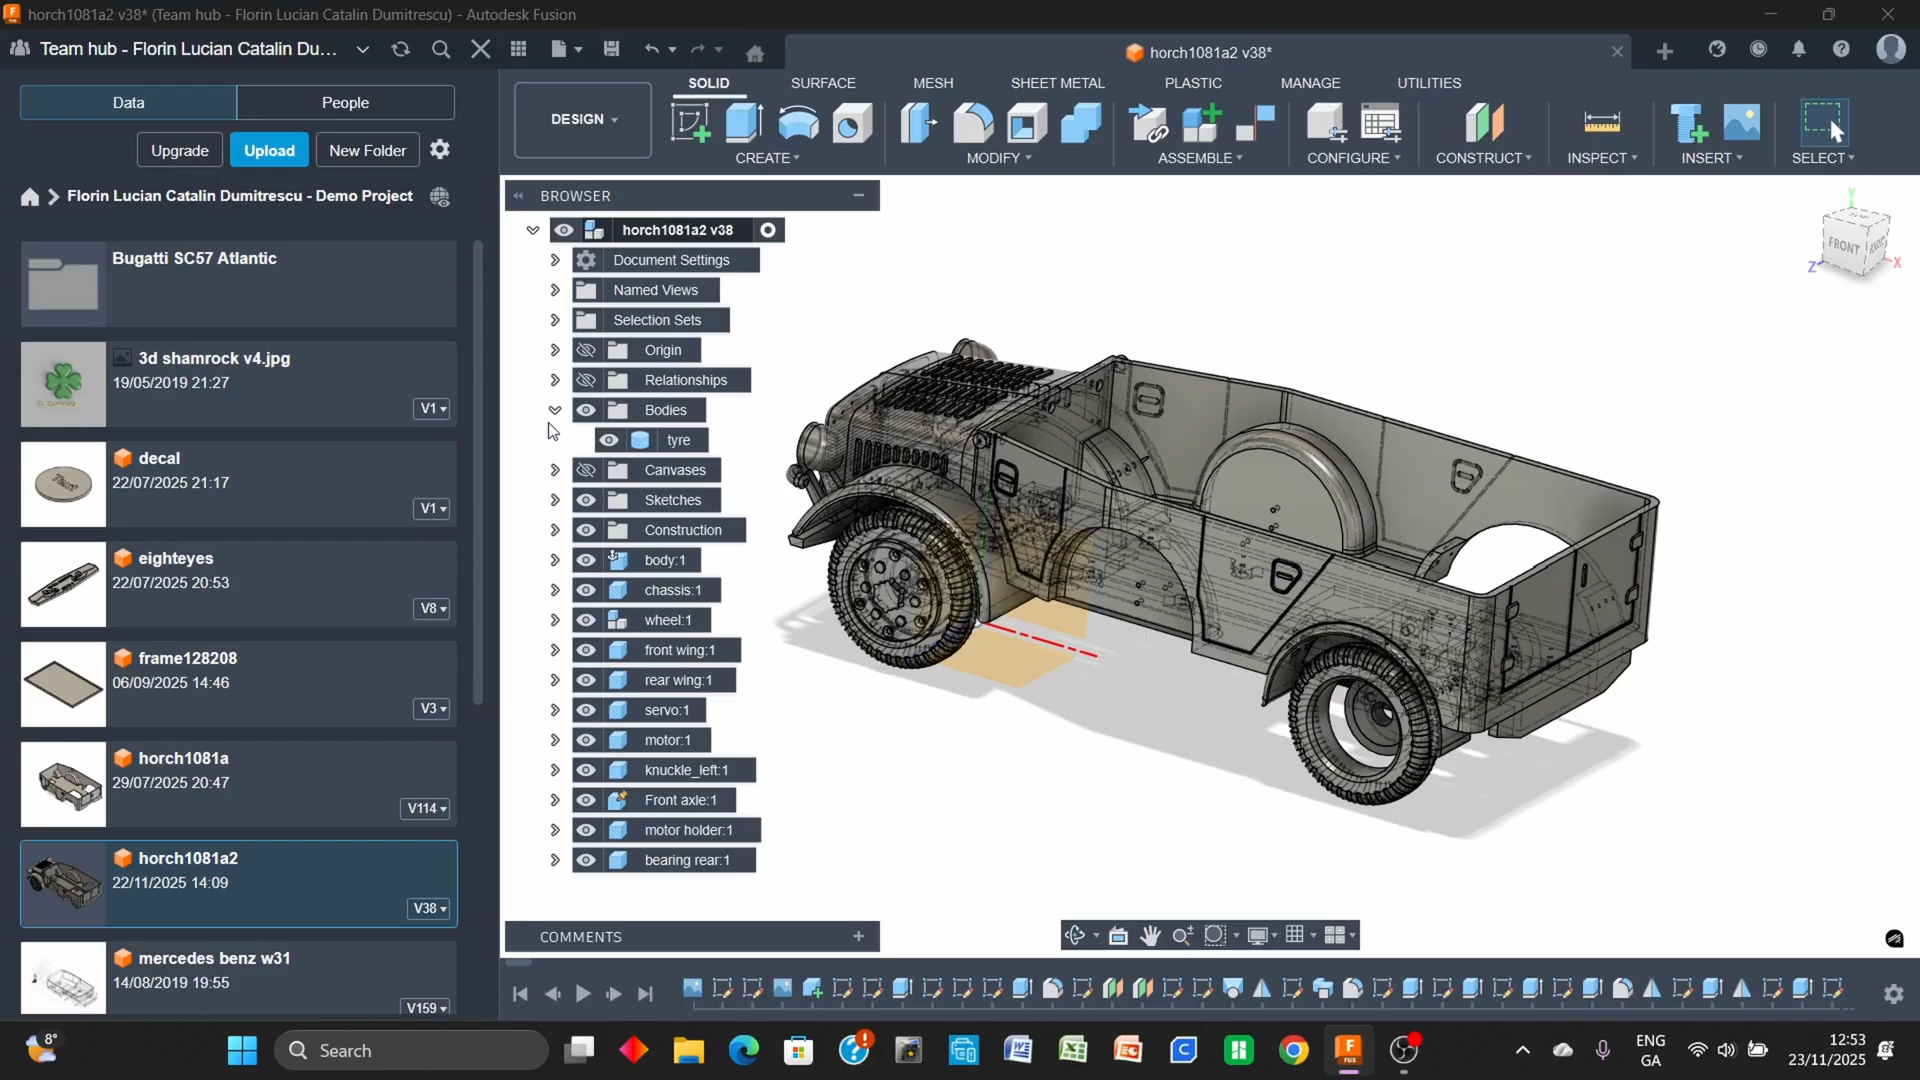 horch1081a2 v38* (Team hub - Florin Lucian Catalin Dumitrescu) - Autodesk Fusion
Team hub - Florin Lucian Catalin Du...
horch1081a2 v38*
Data
People
Upgrade
Upload
New Folder
Florin Lucian Catalin Dumitrescu - Demo Project
Bugatti SC57 Atlantic
3d shamrock v4.jpg
19/05/2019 21:27
V1
decal
22/07/2025 21:17
V1
eighteyes
22/07/2025 20:53
V8
frame128208
06/09/2025 14:46
V3
horch1081a
29/07/2025 20:47
V114
horch1081a2
22/11/2025 14:09
V38
mercedes benz w31
14/08/2019 19:55
V159
DESIGN
SOLID
SURFACE
MESH
SHEET METAL
PLASTIC
MANAGE
UTILITIES
CREATE
MODIFY
ASSEMBLE
CONFIGURE
CONSTRUCT
INSPECT
INSERT
SELECT
BROWSER
horch1081a2 v38
Document Settings
Named Views
Selection Sets
Origin
Relationships
Bodies
tyre
Canvases
Sketches
Construction
body:1
chassis:1
wheel:1
front wing:1
rear wing:1
servo:1
motor:1
knuckle_left:1
Front axle:1
motor holder:1
bearing rear:1
Y
FRONT
Z
X
COMMENTS
8°
Search
ENG
GA
12:53
23/11/2025